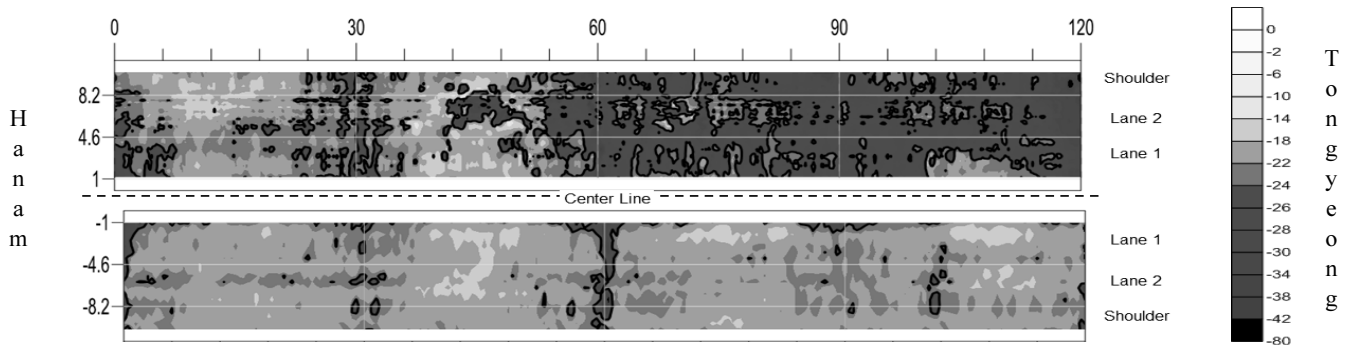 0 30 60 90 120
Shoulder
8.2
Lane 2
4.6
Lane 1
1
Center Line
-1
Lane 1
-4.6
Lane 2
-8.2
Shoulder
Hanam
0
-2
-6
-10
-14
-18
-22
-24
-26
-28
-30
-34
-38
-42
-80
Tongyeong